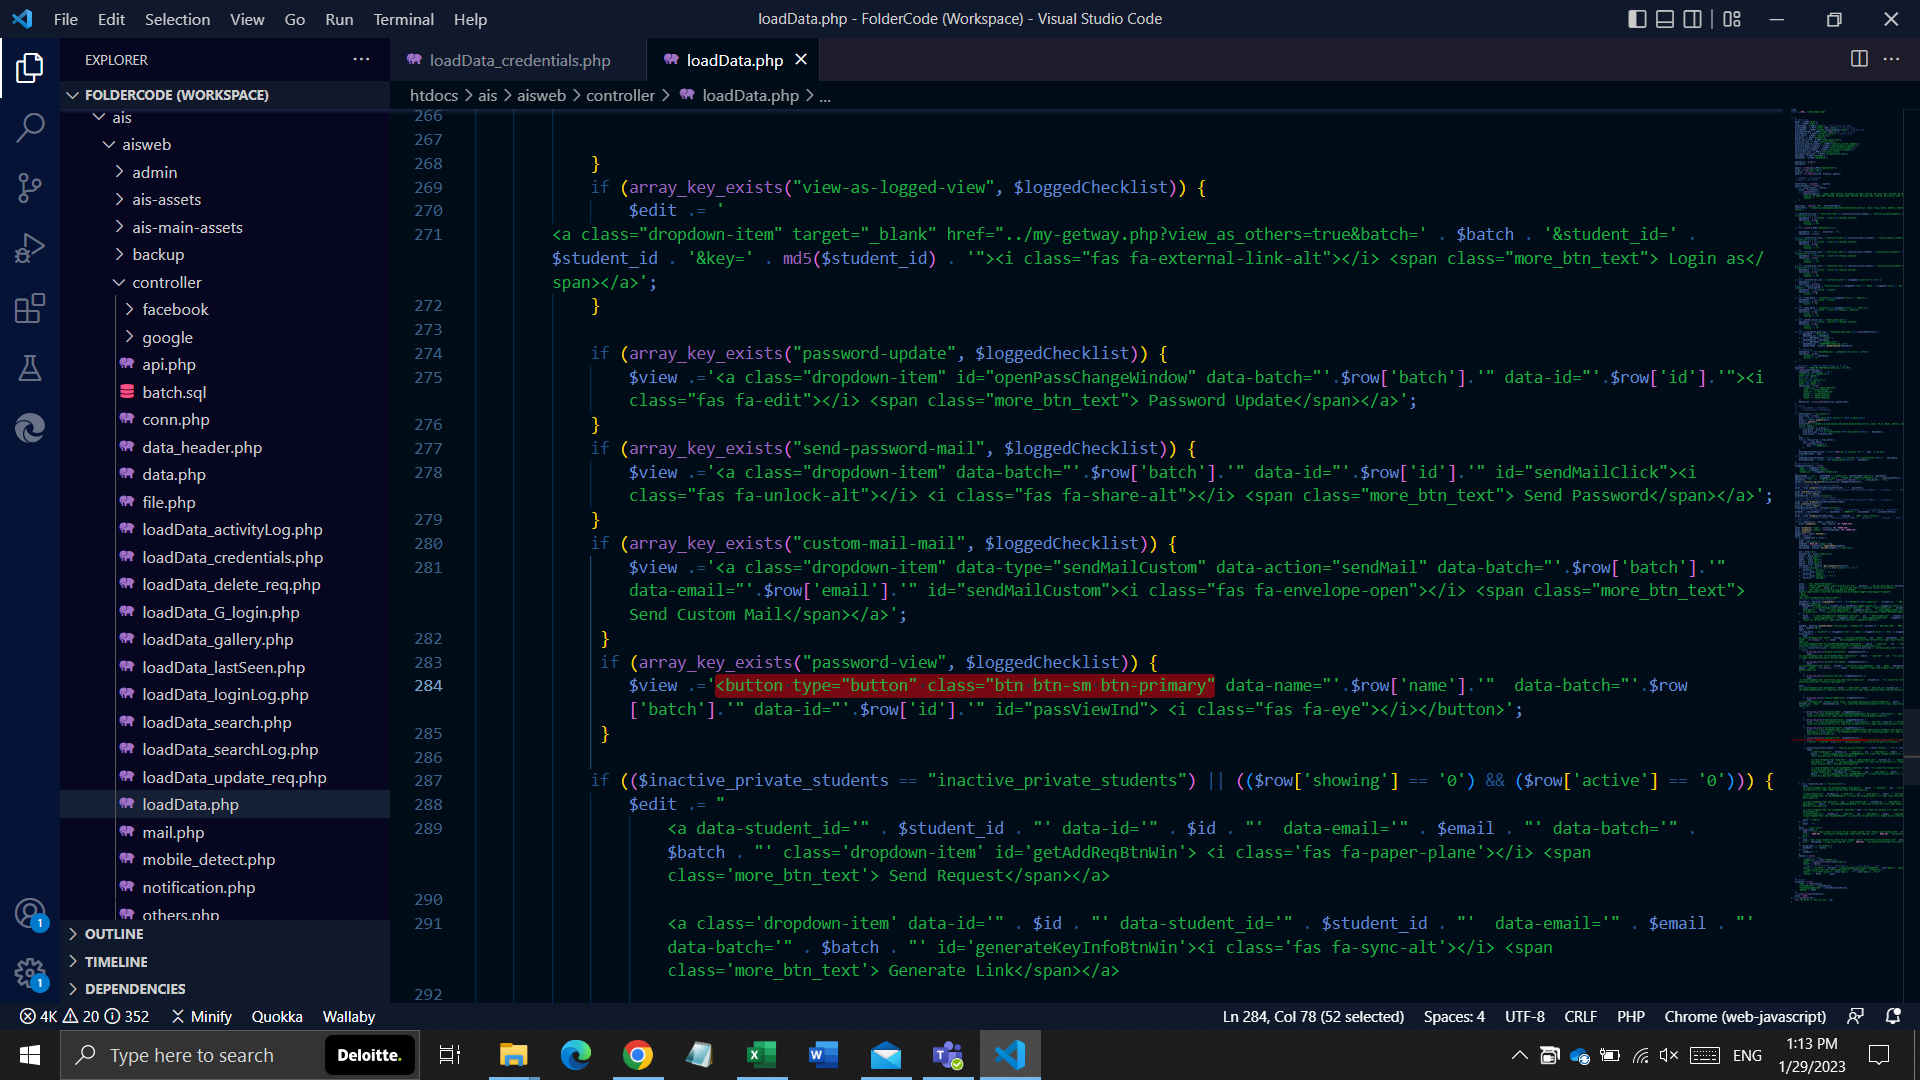 File Edit Selection View Go Run Terminal Help
loadData.php - FolderCode (Workspace) - Visual Studio Code
EXPLORER
loadData_credentials.php
loadData.php
FOLDERCODE (WORKSPACE)
htdocs > ais > aisweb > controller > loadData.php > ...
ais
aisweb
admin
ais-assets
ais-main-assets
backup
controller
facebook
google
api.php
batch.sql
conn.php
data_header.php
data.php
file.php
loadData_activityLog.php
loadData_credentials.php
loadData_delete_req.php
loadData_G_login.php
loadData_gallery.php
loadData_lastSeen.php
loadData_loginLog.php
loadData_search.php
loadData_searchLog.php
loadData_update_req.php
loadData.php
mail.php
mobile_detect.php
notification.php
others.php
OUTLINE
TIMELINE
DEPENDENCIES
266
267
268 }
269 if (array_key_exists("view-as-logged-view", $loggedChecklist)) {
270 $edit .= '
271 <a class="dropdown-item" target="_blank" href="../my-getway.php?view_as_others=true&batch=' . $batch . '&student_id=' .
$student_id . '&key=' . md5($student_id) . '"><i class="fas fa-external-link-alt"></i> <span class="more_btn_text"> Login as</
span></a>';
272 }
273
274 if (array_key_exists("password-update", $loggedChecklist)) {
275 $view .='<a class="dropdown-item" id="openPassChangeWindow" data-batch="'.$row['batch'].'" data-id="'.$row['id'].'"><i
class="fas fa-edit"></i> <span class="more_btn_text"> Password Update</span></a>';
276 }
277 if (array_key_exists("send-password-mail", $loggedChecklist)) {
278 $view .='<a class="dropdown-item" data-batch="'.$row['batch'].'" data-id="'.$row['id'].'" id="sendMailClick"><i
class="fas fa-unlock-alt"></i> <i class="fas fa-share-alt"></i> <span class="more_btn_text"> Send Password</span></a>';
279 }
280 if (array_key_exists("custom-mail-mail", $loggedChecklist)) {
281 $view .='<a class="dropdown-item" data-type="sendMailCustom" data-action="sendMail" data-batch="'.$row['batch'].'"
data-email="'.$row['email'].'" id="sendMailCustom"><i class="fas fa-envelope-open"></i> <span class="more_btn_text">
Send Custom Mail</span></a>';
282 }
283 if (array_key_exists("password-view", $loggedChecklist)) {
284 $view .='<button type="button" class="btn btn-sm btn-primary" data-name="'.$row['name'].'" data-batch="'.$row
['batch'].'" data-id="'.$row['id'].'" id="passViewInd"> <i class="fas fa-eye"></i></button>';
285 }
286
287 if (($inactive_private_students == "inactive_private_students") || (($row['showing'] == '0') && ($row['active'] == '0'))) {
288 $edit .= "
289 <a data-student_id='" . $student_id . "' data-id='" . $id . "' data-email='" . $email . "' data-batch='" .
$batch . "' class='dropdown-item' id='getAddReqBtnWin'> <i class='fas fa-paper-plane'></i> <span
class='more_btn_text'> Send Request</span></a>
290
291 <a class='dropdown-item' data-id='" . $id . "' data-student_id='" . $student_id . "' data-email='" . $email . "'
data-batch='" . $batch . "' id='generateKeyInfoBtnWin'><i class='fas fa-sync-alt'></i> <span
class='more_btn_text'> Generate Link</span></a>
292
1
1
4K 20 352 Minify Quokka Wallaby
Ln 284, Col 78 (52 selected) Spaces: 4 UTF-8 CRLF PHP Chrome (web-javascript)
Type here to search
Deloitte.
ENG
1:13 PM
1/29/2023